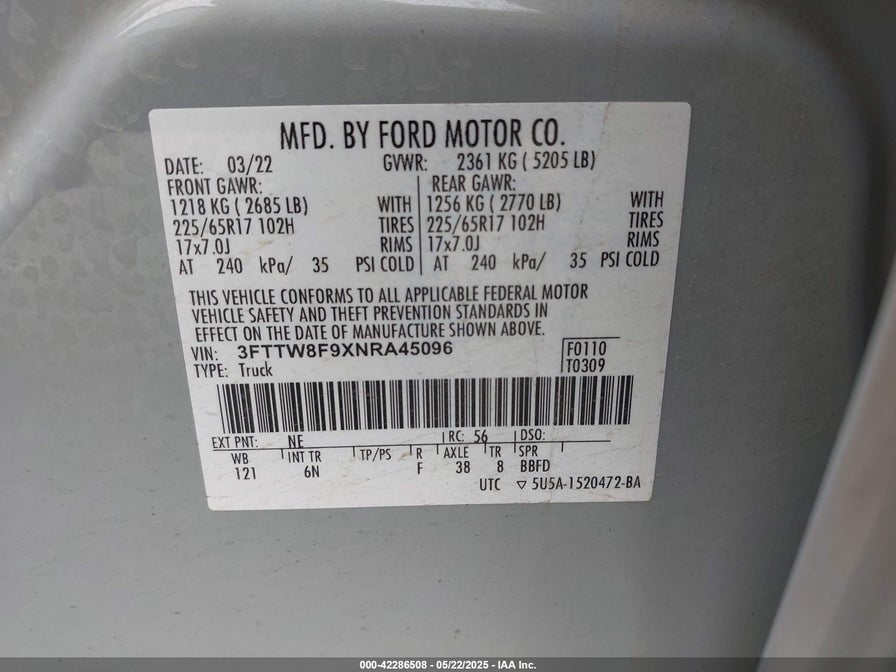 MFD. BY FORD MOTOR CO.
DATE: 03/22 GVWR: 2361 KG ( 5205 LB)
FRONT GAWR: REAR GAWR:
1218 KG ( 2685 LB) WITH 1256 KG ( 2770 LB) WITH
225/65R17 102H TIRES 225/65R17 102H TIRES
17x7.0J RIMS 17x7.0J RIMS
AT 240 kPa/ 35 PSI COLD AT 240 kPa/ 35 PSI COLD
THIS VEHICLE CONFORMS TO ALL APPLICABLE FEDERAL MOTOR
VEHICLE SAFETY AND THEFT PREVENTION STANDARDS IN
EFFECT ON THE DATE OF MANUFACTURE SHOWN ABOVE.
VIN: 3FTTW8F9XNRA45096 F0110
TYPE: Truck T0309
EXT PNT: NE RC: 56 DSO:
WB INT TR TP/PS R AXLE TR SPR
121 6N F 38 8 BBFD
UTC ▽ 5U5A-1520472-BA
000-42286508 - 05/22/2025 - IAA Inc.